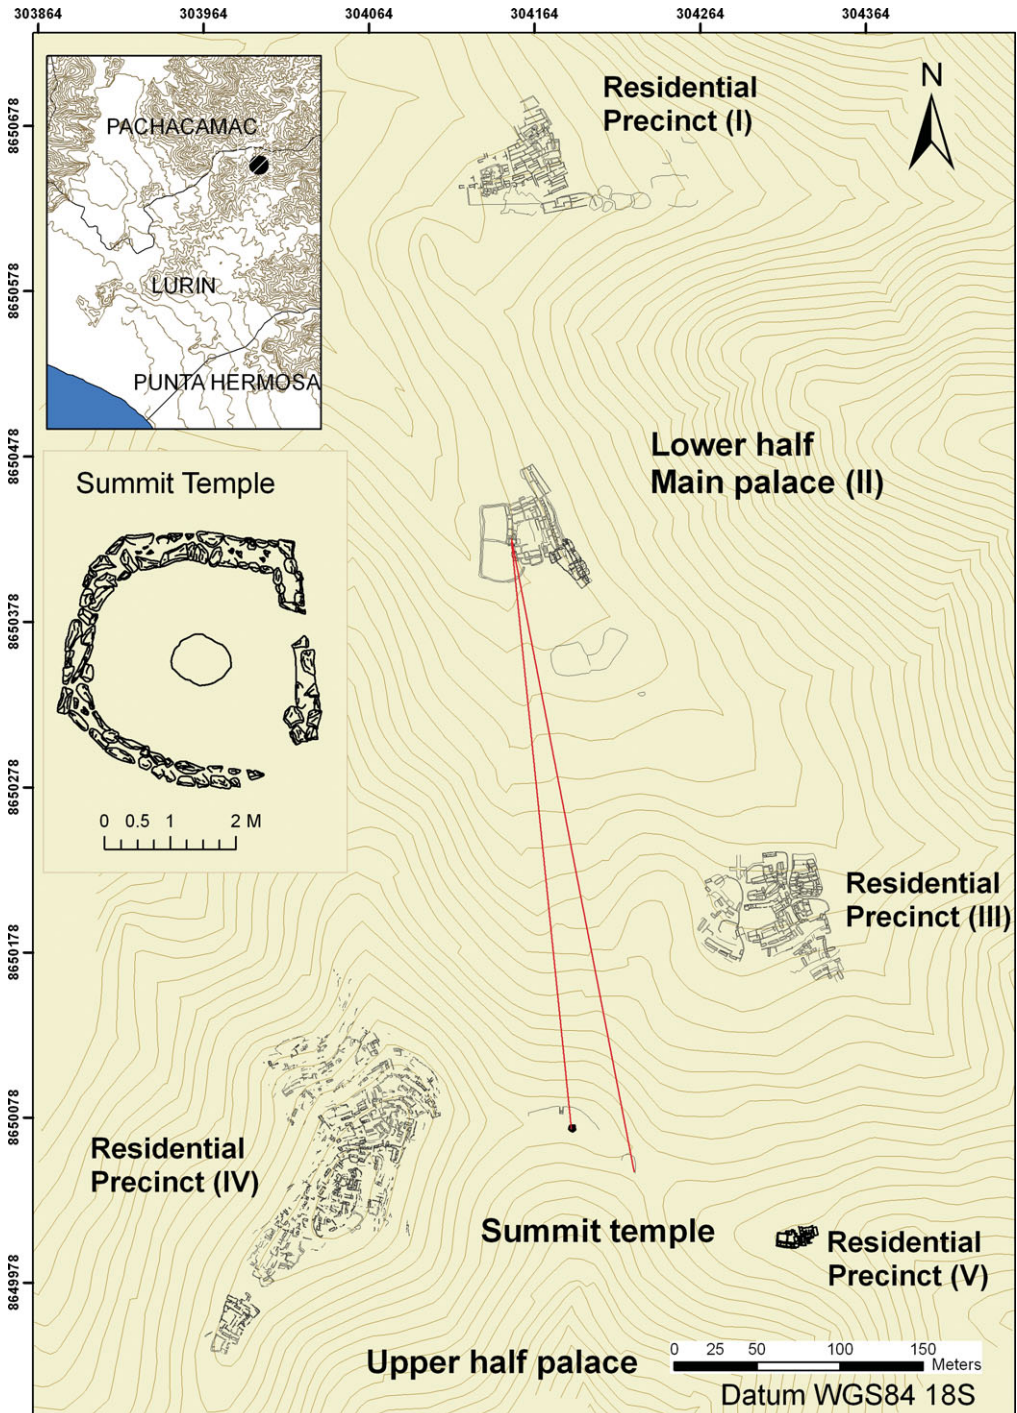 303864 303964 304064 304164 304264 304364
8650678
8650578
8650478
8650378
8650278
8650178
8650078
8649978
PACHACAMAC
LURIN
PUNTA HERMOSA
N
Residential
Precinct (I)
Lower half
Main palace (II)
Summit Temple
0 0.5 1 2 M
Residential
Precinct (III)
Residential
Precinct (IV)
Summit temple
Residential
Precinct (V)
Upper half palace
0 25 50 100 150
Meters
Datum WGS84 18S